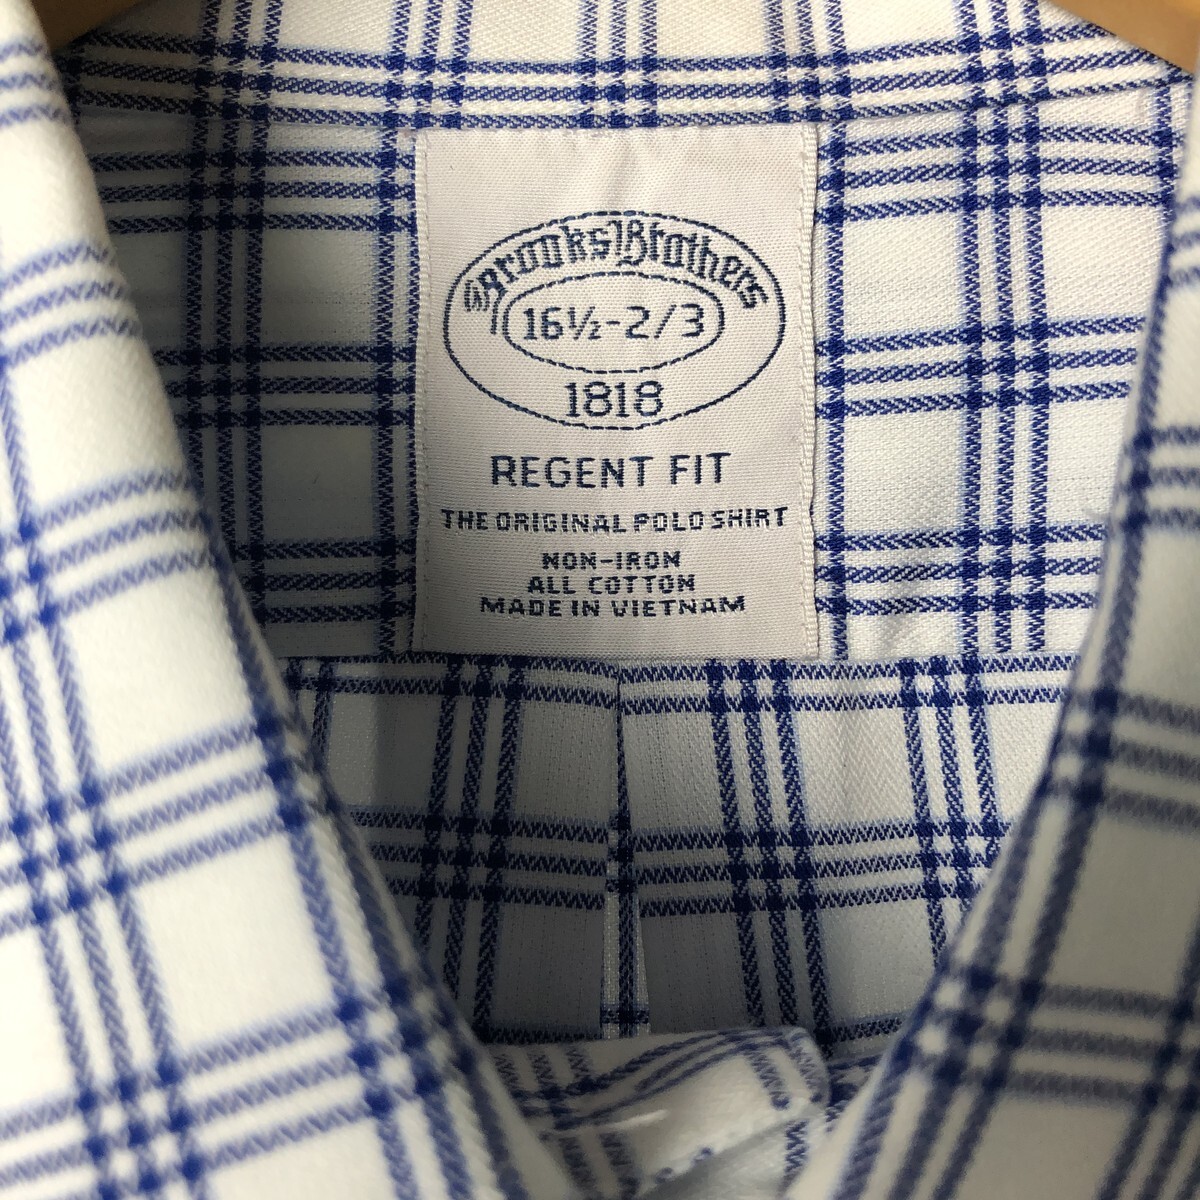 Brooks Brothers
16½-2/3
1818
REGENT FIT
THE ORIGINAL POLO SHIRT
NON-IRON
ALL COTTON
MADE IN VIETNAM